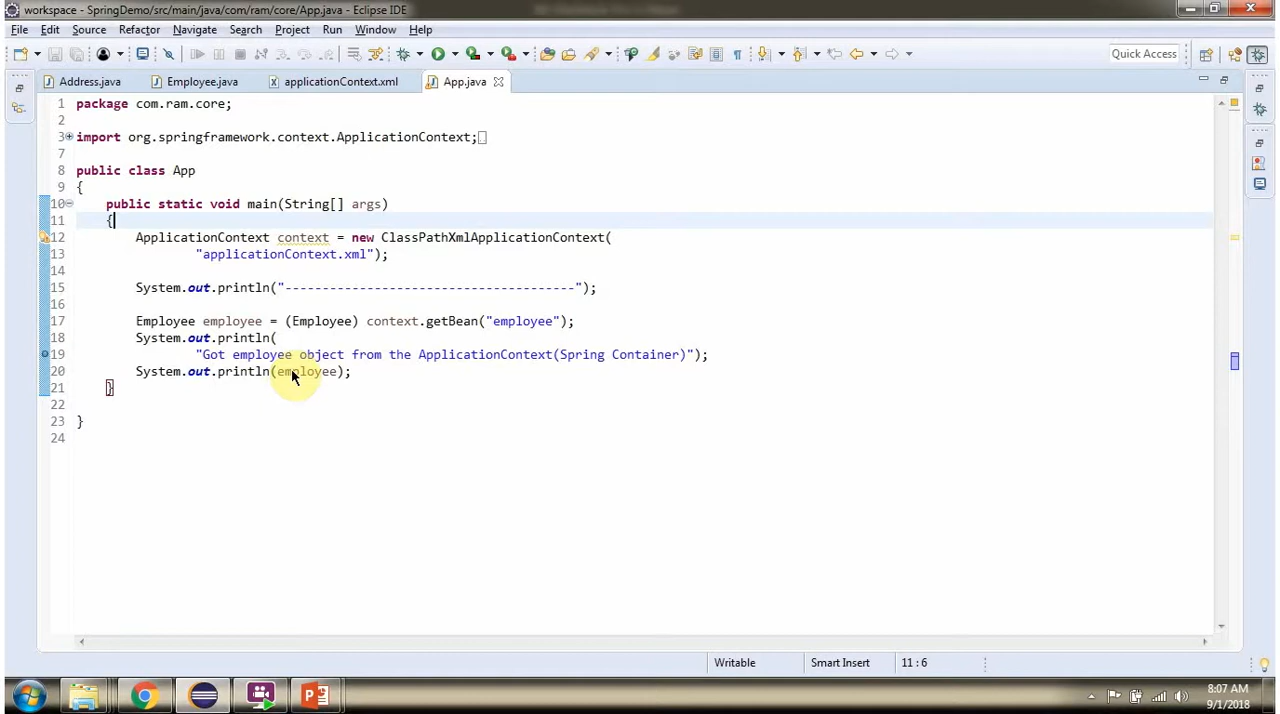 workspace - SpringDemo/src/main/java/com/ram/core/App.java - Eclipse IDE
File Edit Source Refactor Navigate Search Project Run Window Help
Quick Access
Address.java Employee.java applicationContext.xml App.java
1 package com.ram.core;
2
3 import org.springframework.context.ApplicationContext;
7
8 public class App
9 {
10 public static void main(String[] args)
11 {
12 ApplicationContext context = new ClassPathXmlApplicationContext(
13 "applicationContext.xml");
14
15 System.out.println("---------------------------------------");
16
17 Employee employee = (Employee) context.getBean("employee");
18 System.out.println(
19 "Got employee object from the ApplicationContext(Spring Container)");
20 System.out.println(employee);
21 }
22
23 }
24
Writable Smart Insert 11 : 6
8:07 AM
9/1/2018